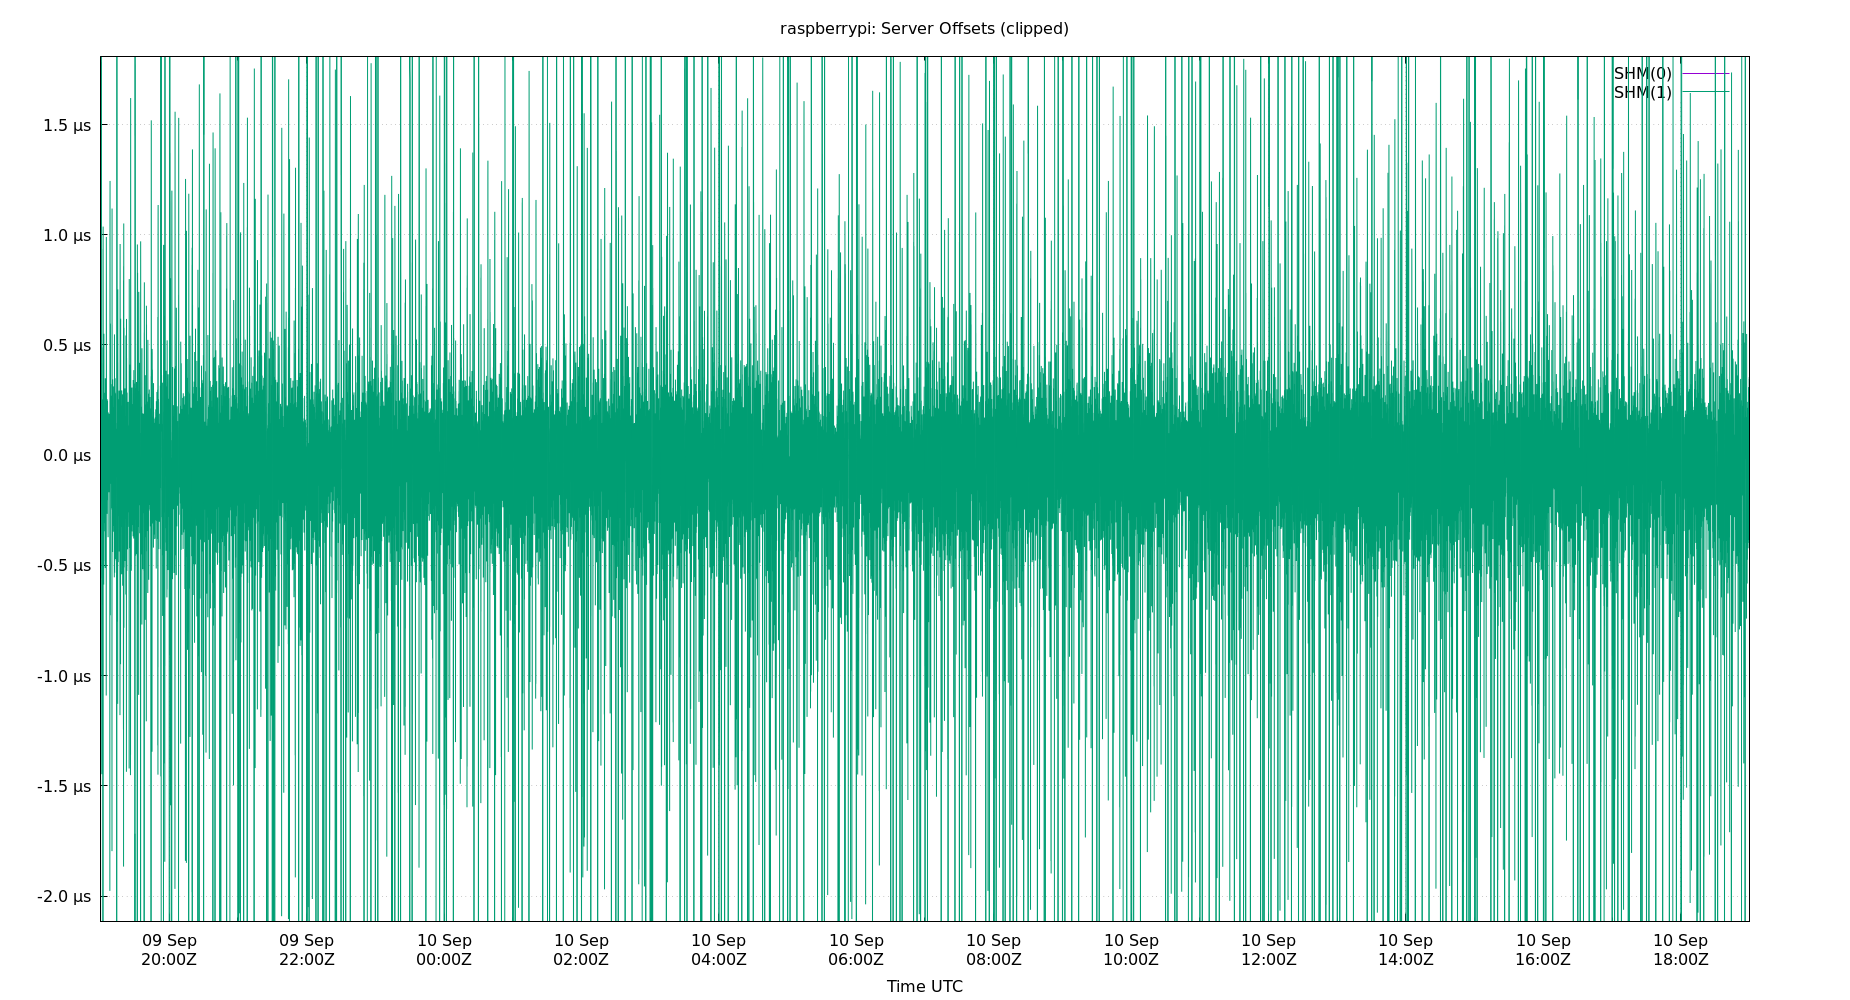 raspberrypi: Server Offsets (clipped)
SHM(0)
SHM(1)
1.5 µs
1.0 µs
0.5 µs
0.0 µs
-0.5 µs
-1.0 µs
-1.5 µs
-2.0 µs
09 Sep 09 Sep 10 Sep 10 Sep 10 Sep 10 Sep 10 Sep 10 Sep 10 Sep 10 Sep 10 Sep 10 Sep
20:00Z 22:00Z 00:00Z 02:00Z 04:00Z 06:00Z 08:00Z 10:00Z 12:00Z 14:00Z 16:00Z 18:00Z
Time UTC